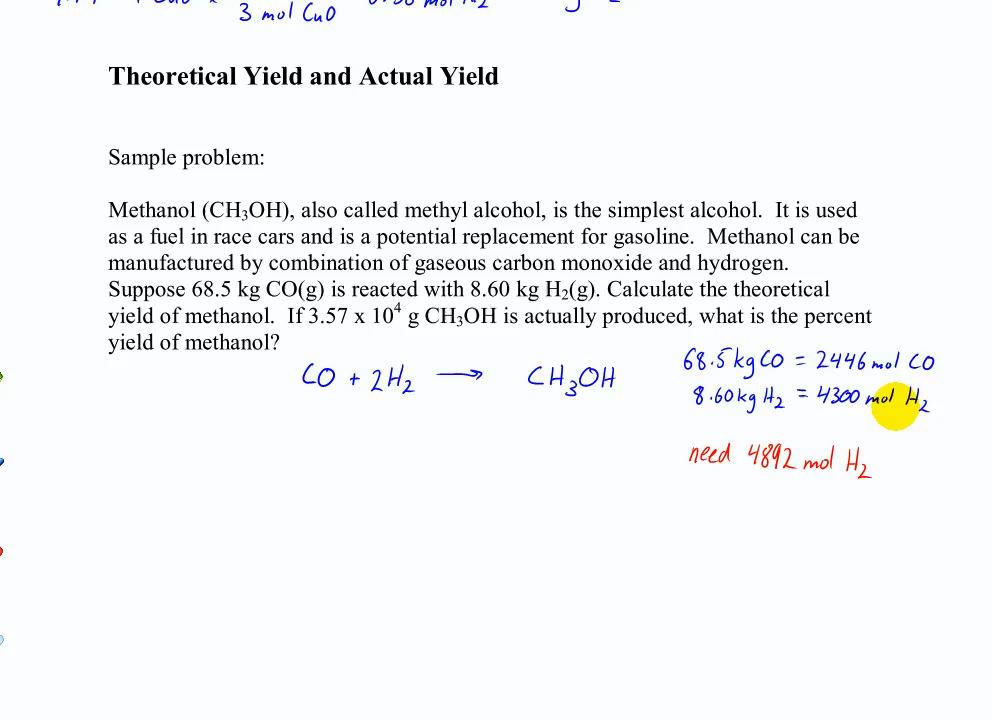 3 mol CuO
Theoretical Yield and Actual Yield
Sample problem:
Methanol (CH₃OH), also called methyl alcohol, is the simplest alcohol. It is used
as a fuel in race cars and is a potential replacement for gasoline. Methanol can be
manufactured by combination of gaseous carbon monoxide and hydrogen.
Suppose 68.5 kg CO(g) is reacted with 8.60 kg H₂(g). Calculate the theoretical
yield of methanol. If 3.57 x 10⁴ g CH₃OH is actually produced, what is the percent
yield of methanol?
CO + 2H₂ ⟶ CH₃OH
68.5 kg CO = 2446 mol CO
8.60 kg H₂ = 4300 mol H₂
need 4892 mol H₂